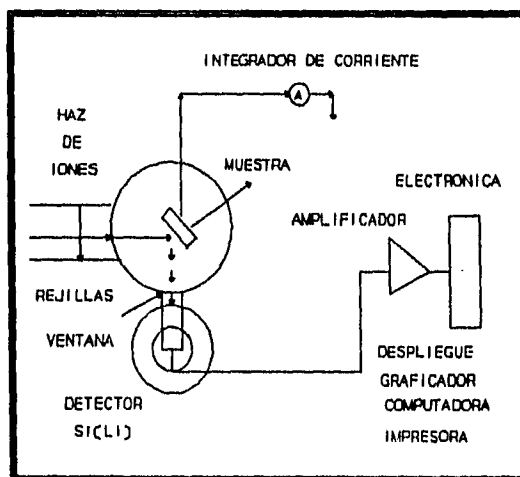 INTEGRADOR DE CORRIENTE
A
HAZ
DE
IONES
MUESTRA
ELECTRONICA
AMPLIFICADOR
REJILLAS
VENTANA
DESPLIEGUE
GRAFICADOR
COMPUTADORA
IMPRESORA
DETECTOR
SI(LI)